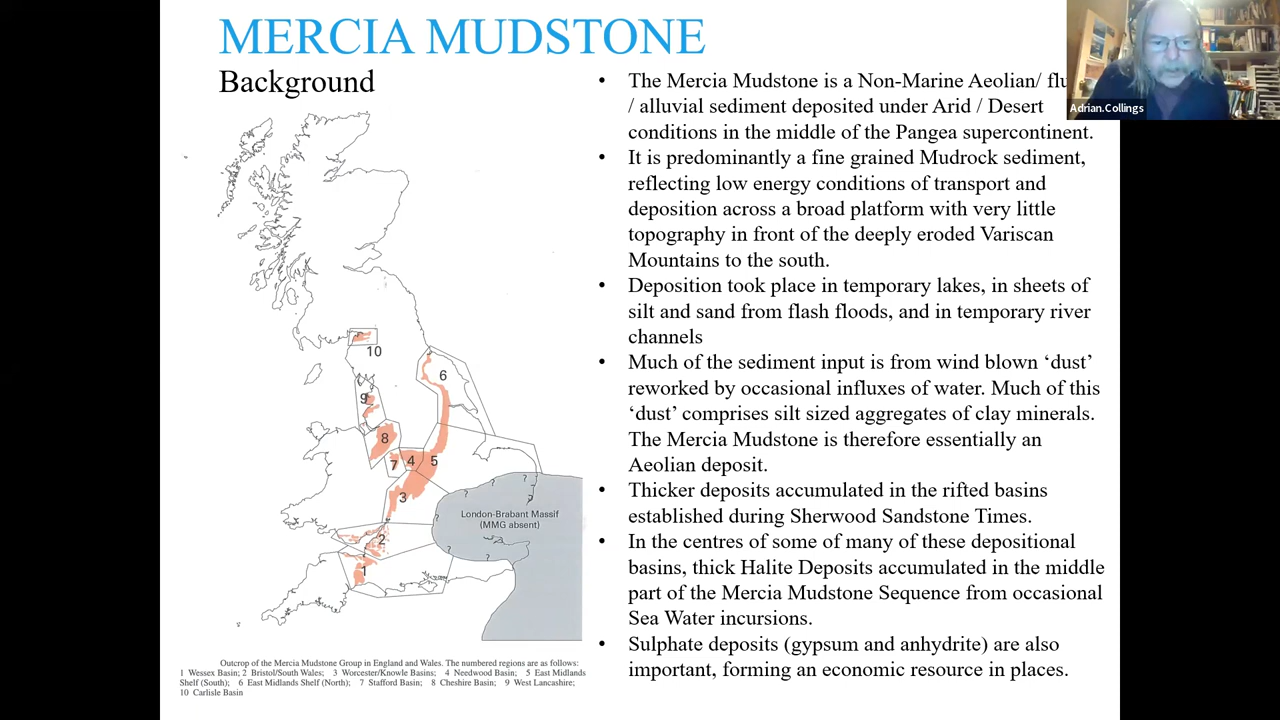 MERCIA MUDSTONE
Background
• The Mercia Mudstone is a Non-Marine Aeolian/
/ alluvial sediment deposited under Arid / Desert
conditions in the middle of the Pangea supercontinent.
• It is predominantly a fine grained Mudrock sediment,
reflecting low energy conditions of transport and
deposition across a broad platform with very little
topography in front of the deeply eroded Variscan
Mountains to the south.
• Deposition took place in temporary lakes, in sheets of
silt and sand from flash floods, and in temporary river
channels
• Much of the sediment input is from wind blown ‘dust’
reworked by occasional influxes of water. Much of this
‘dust’ comprises silt sized aggregates of clay minerals.
The Mercia Mudstone is therefore essentially an
Aeolian deposit.
• Thicker deposits accumulated in the rifted basins
established during Sherwood Sandstone Times.
• In the centres of some of many of these depositional
basins, thick Halite Deposits accumulated in the middle
part of the Mercia Mudstone Sequence from occasional
Sea Water incursions.
• Sulphate deposits (gypsum and anhydrite) are also
important, forming an economic resource in places.
Adrian.Collings
10
6
9
8
7 4 5
3
London-Brabant Massif
(MMG absent)
2
1
? ? ? ? ? ? ?
Outcrop of the Mercia Mudstone Group in England and Wales. The numbered regions are as follows:
1 Wessex Basin; 2 Bristol/South Wales; 3 Worcester/Knowle Basins; 4 Needwood Basin; 5 East Midlands
Shelf (South); 6 East Midlands Shelf (North); 7 Stafford Basin; 8 Cheshire Basin; 9 West Lancashire;
10 Carlisle Basin